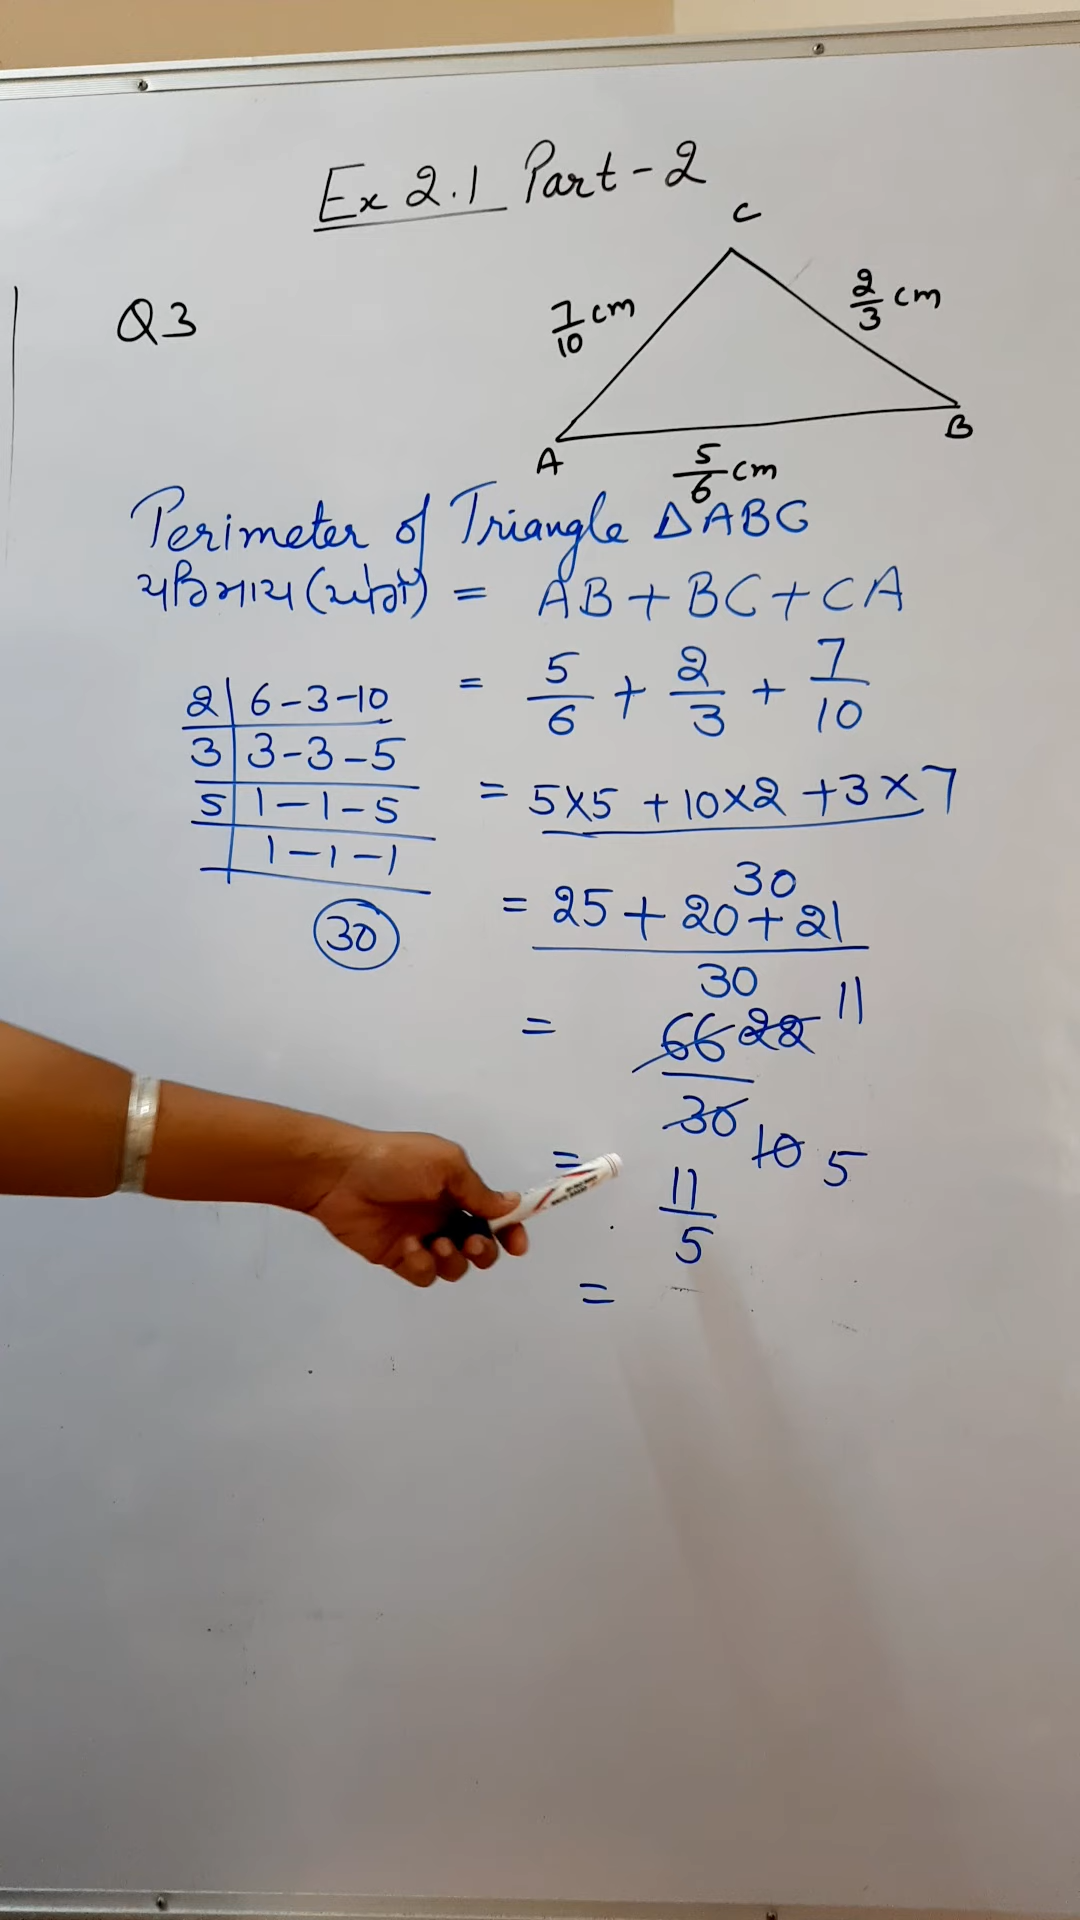 Ex 2.1 Part-2
Q3
C
7/10 cm
2/3 cm
A
B
5/6 cm
Perimeter of Triangle ΔABC
= AB + BC + CA
= 5/6 + 2/3 + 7/10
2 | 6-3-10
3 | 3-3-5
5 | 1-1-5
1-1-1
30
= 5×5 + 10×2 + 3×7
30
= 25 + 20 + 21
30
= 66 22 11
30 10 5
= 11/5
=